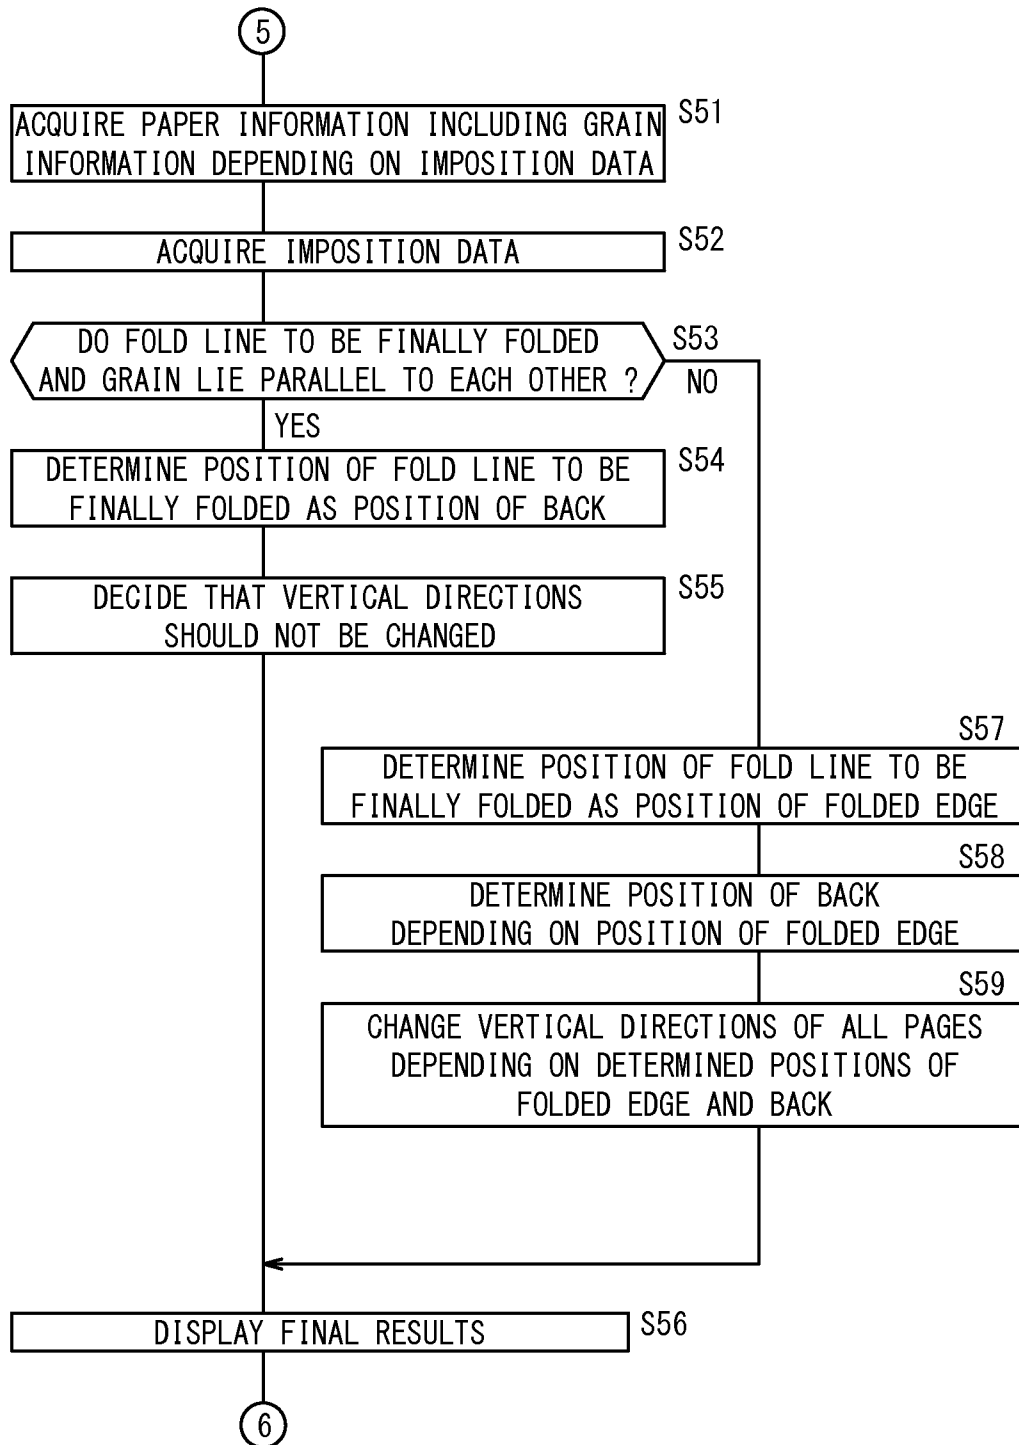 5
ACQUIRE PAPER INFORMATION INCLUDING GRAIN
INFORMATION DEPENDING ON IMPOSITION DATA
S51
ACQUIRE IMPOSITION DATA
S52
DO FOLD LINE TO BE FINALLY FOLDED
AND GRAIN LIE PARALLEL TO EACH OTHER ?
S53
NO
YES
DETERMINE POSITION OF FOLD LINE TO BE
FINALLY FOLDED AS POSITION OF BACK
S54
DECIDE THAT VERTICAL DIRECTIONS
SHOULD NOT BE CHANGED
S55
S57
DETERMINE POSITION OF FOLD LINE TO BE
FINALLY FOLDED AS POSITION OF FOLDED EDGE
S58
DETERMINE POSITION OF BACK
DEPENDING ON POSITION OF FOLDED EDGE
S59
CHANGE VERTICAL DIRECTIONS OF ALL PAGES
DEPENDING ON DETERMINED POSITIONS OF
FOLDED EDGE AND BACK
DISPLAY FINAL RESULTS
S56
6